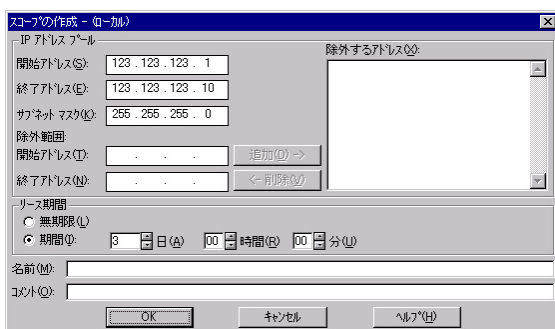 スコープの作成 - (ローカル)
IP アドレス プール
開始アドレス(S): 123 . 123 . 123 . 1
終了アドレス(E): 123 . 123 . 123 . 10
サブネット マスク(K): 255 . 255 . 255 . 0
除外範囲:
開始アドレス(T): . . .
終了アドレス(N): . . .
追加(D) ->
<- 削除(V)
除外するアドレス(X):
リース期間
無期限(L)
期間(I): 3 日(A) 00 時間(R) 00 分(U)
名前(M):
コメント(O):
OK キャンセル ヘルプ(H)